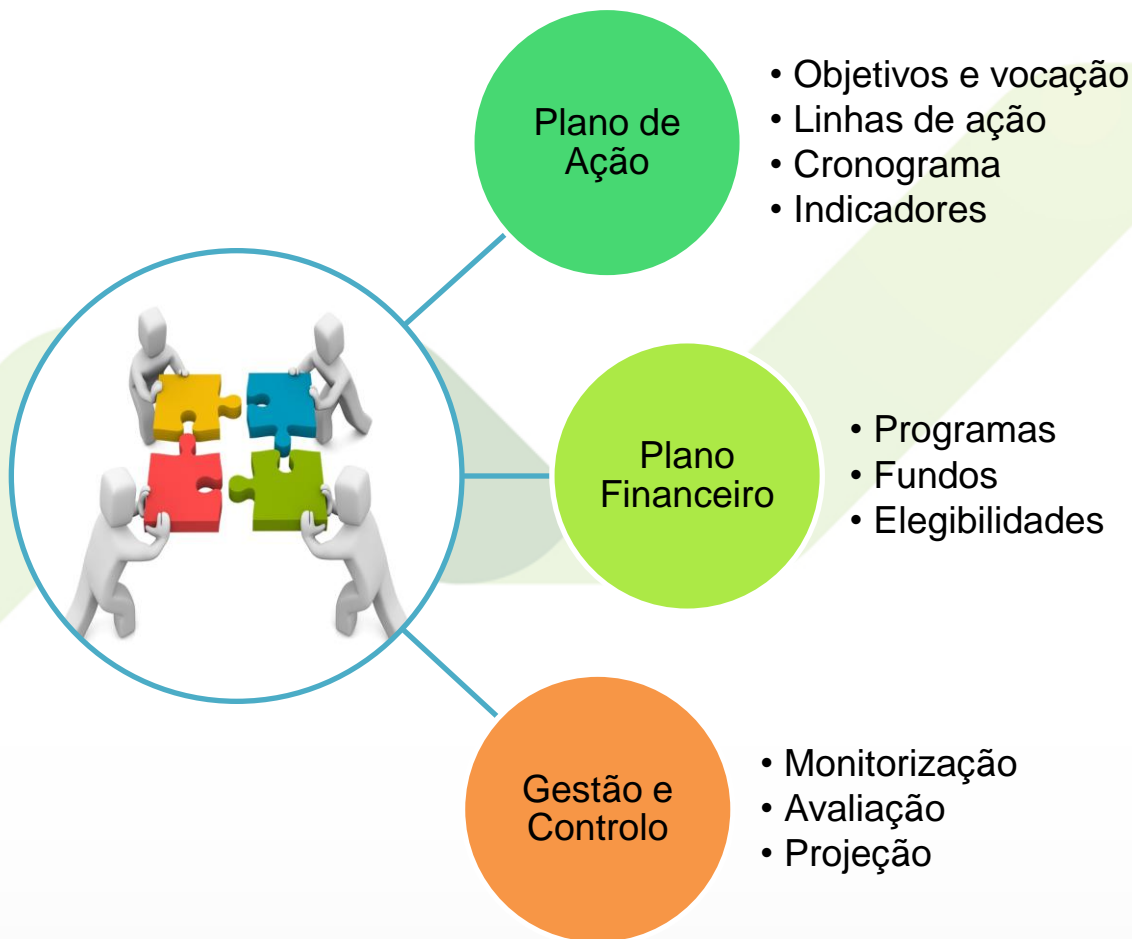 Plano de
Ação
• Objetivos e vocação
• Linhas de ação
• Cronograma
• Indicadores
Plano
Financeiro
• Programas
• Fundos
• Elegibilidades
Gestão e
Controlo
• Monitorização
• Avaliação
• Projeção